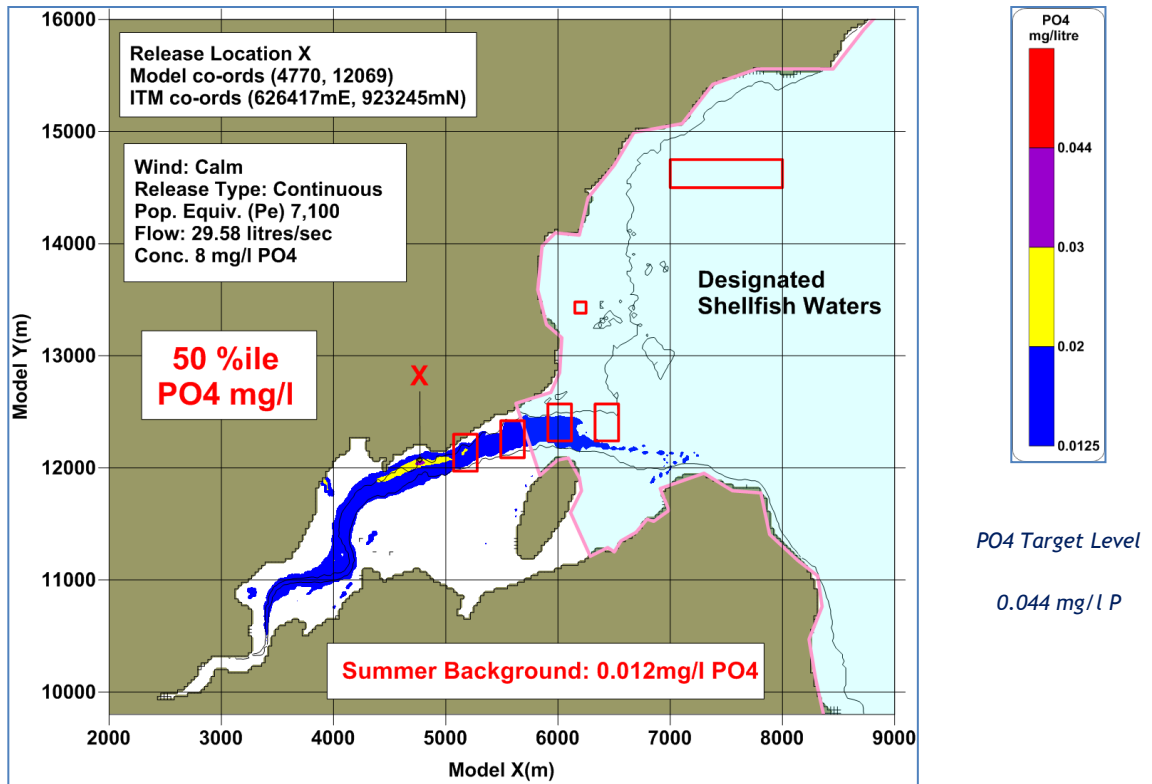 16000
15000
14000
13000
12000
11000
10000
Model Y(m)
2000
3000
4000
5000
6000
7000
8000
9000
Model X(m)
Release Location X
Model co-ords (4770, 12069)
ITM co-ords (626417mE, 923245mN)
Wind: Calm
Release Type: Continuous
Pop. Equiv. (Pe) 7,100
Flow: 29.58 litres/sec
Conc. 8 mg/l PO4
50 %ile
PO4 mg/l
X
Designated
Shellfish Waters
Summer Background: 0.012mg/l PO4
PO4
mg/litre
0.044
0.03
0.02
0.0125
PO4 Target Level
0.044 mg/l P